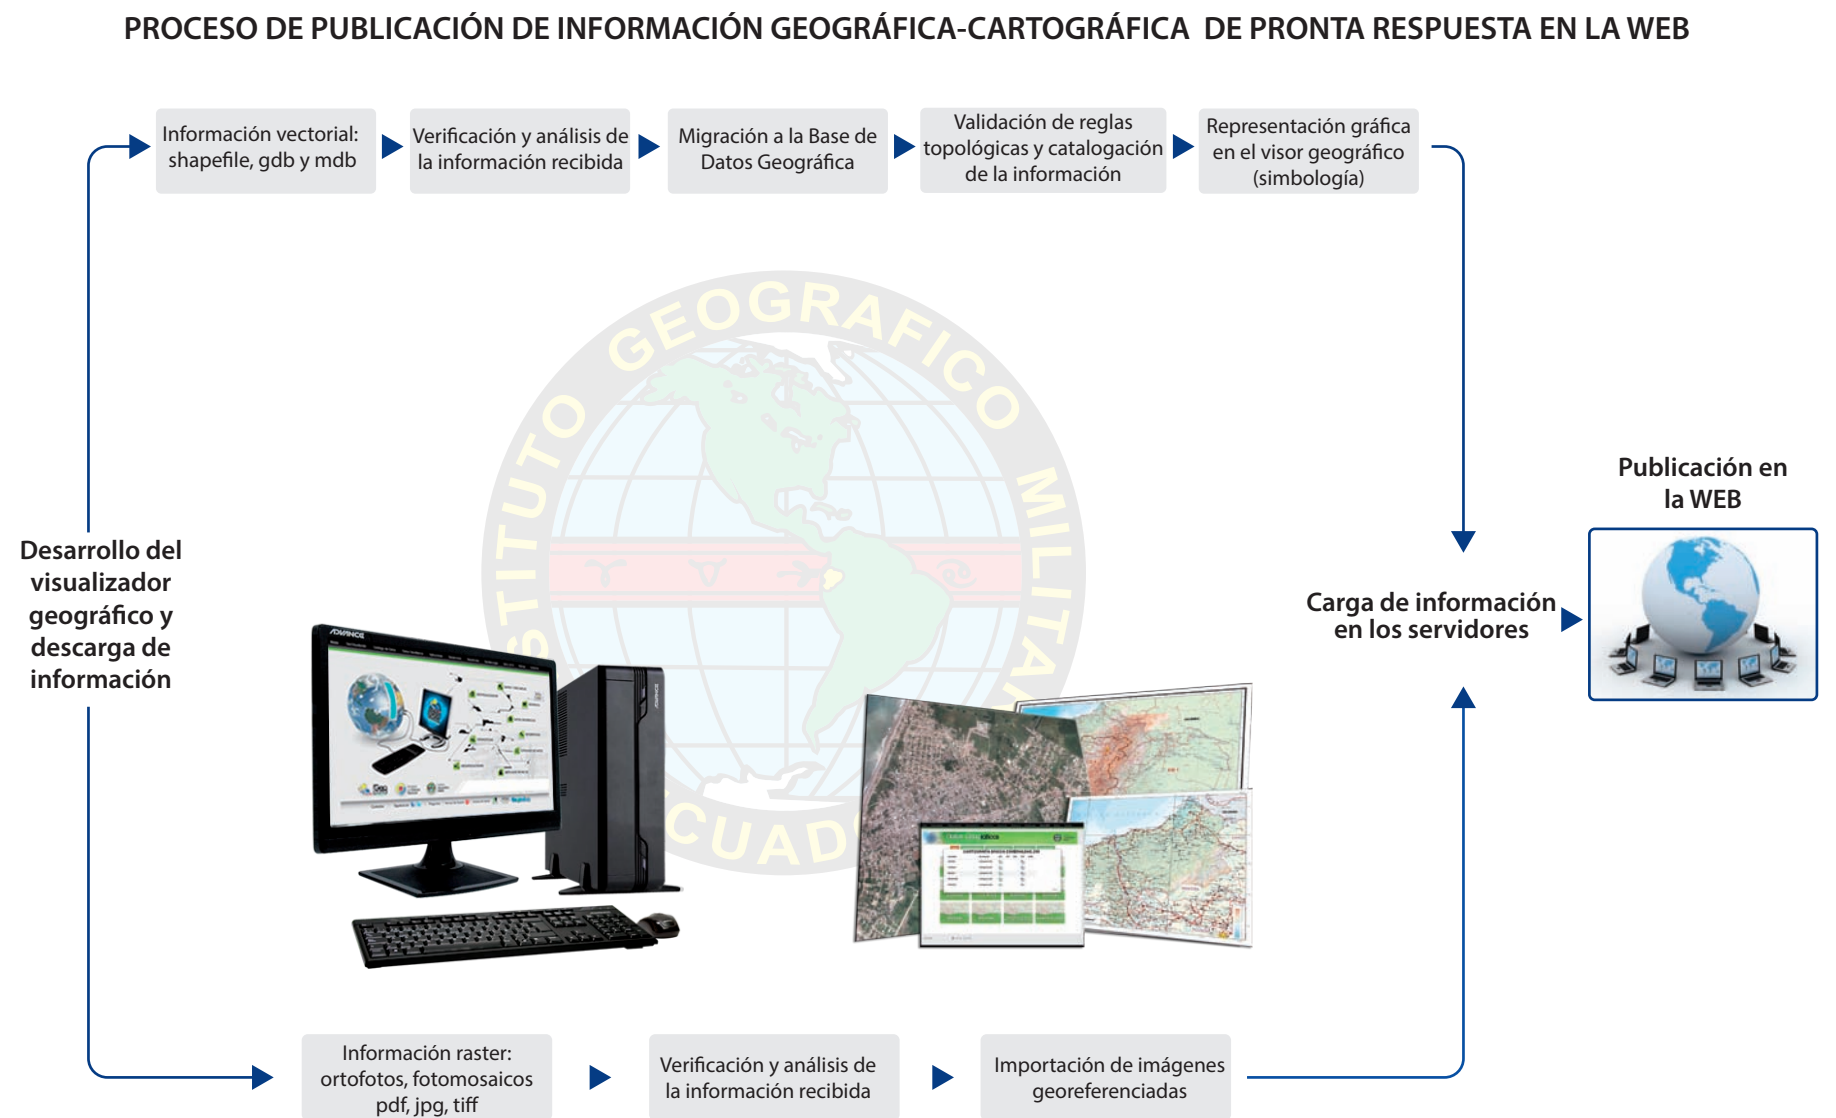 PROCESO DE PUBLICACIÓN DE INFORMACIÓN GEOGRÁFICA-CARTOGRÁFICA DE PRONTA RESPUESTA EN LA WEB
Información vectorial:
shapefile, gdb y mdb
Verificación y análisis de
la información recibida
Migración a la Base de
Datos Geográfica
Validación de reglas
topológicas y catalogación
de la información
Representación gráfica
en el visor geográfico
(simbología)
Desarrollo del
visualizador
geográfico y
descarga de
información
GEOGRAFICO MILITAR
ADVANCE
ADVANCE
Carga de información
en los servidores
Publicación en
la WEB
Información raster:
ortofotos, fotomosaicos
pdf, jpg, tiff
Verificación y análisis de
la información recibida
Importación de imágenes
georeferenciadas